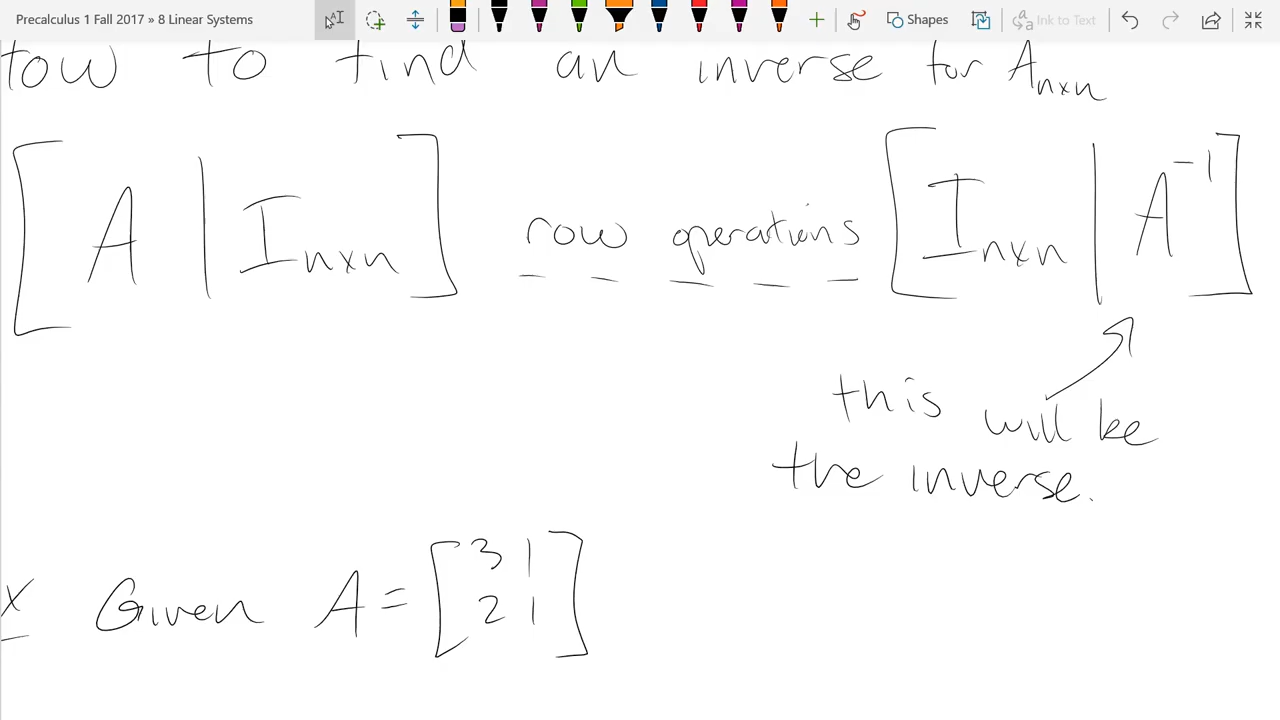 Precalculus 1 Fall 2017 » 8 Linear Systems
Shapes
Ink to Text
tow to find an inverse for Anxn
[ A | Inxn ] row operations [ Inxn | A⁻¹ ]
this will be
the inverse.
x Given A = [ 3 1
2 1 ]